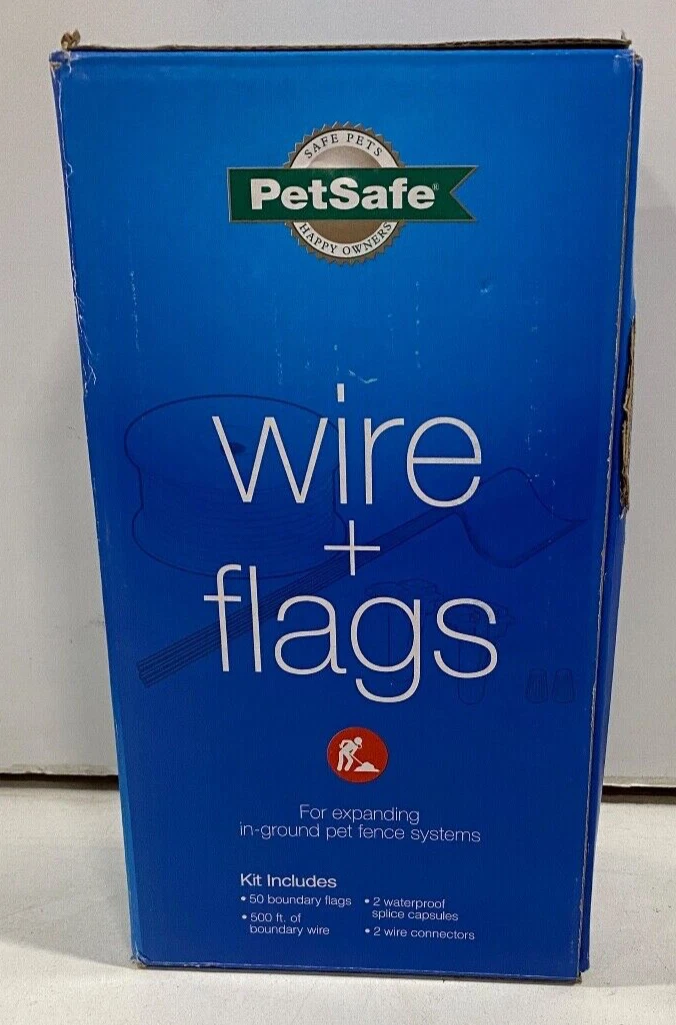 SAFE PETS
PetSafe®
HAPPY OWNERS
wire
+
flags
For expanding
in-ground pet fence systems
Kit Includes
• 50 boundary flags
• 500 ft. of
boundary wire
• 2 waterproof
splice capsules
• 2 wire connectors